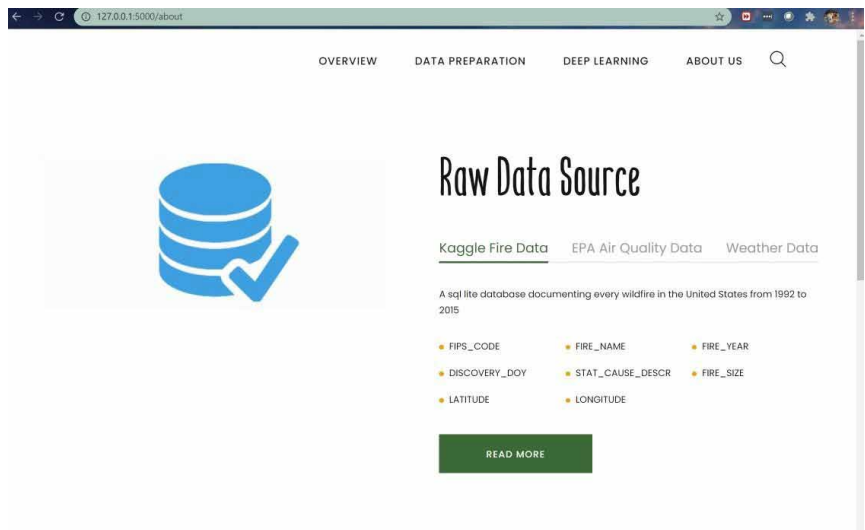 127.0.0.1:5000/about
OVERVIEW DATA PREPARATION DEEP LEARNING ABOUT US
Raw Data Source
Kaggle Fire Data EPA Air Quality Data Weather Data
A sql lite database documenting every wildfire in the United States from 1992 to
2015
FIPS_CODE FIRE_NAME FIRE_YEAR
DISCOVERY_DOY STAT_CAUSE_DESCR FIRE_SIZE
LATITUDE LONGITUDE
READ MORE